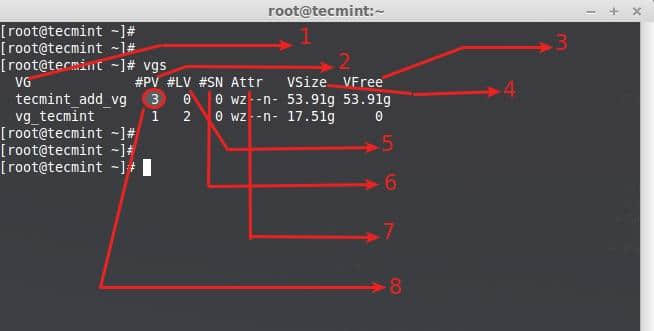 root@tecmint:~
[root@tecmint ~]#
[root@tecmint ~]#
[root@tecmint ~]# vgs
VG #PV #LV #SN Attr VSize VFree
tecmint_add_vg 3 0 0 wz--n- 53.91g 53.91g
vg_tecmint 1 2 0 wz--n- 17.51g 0
[root@tecmint ~]#
[root@tecmint ~]#
[root@tecmint ~]#
1
2
3
4
5
6
7
8